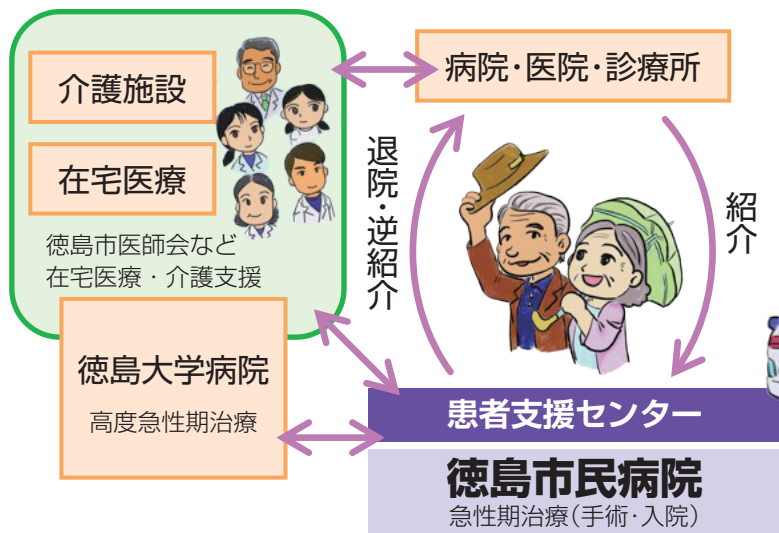 介護施設
在宅医療
徳島市医師会など
在宅医療・介護支援
病院・医院・診療所
退院・逆紹介
紹介
徳島大学病院
高度急性期治療
患者支援センター
徳島市民病院
急性期治療(手術・入院)